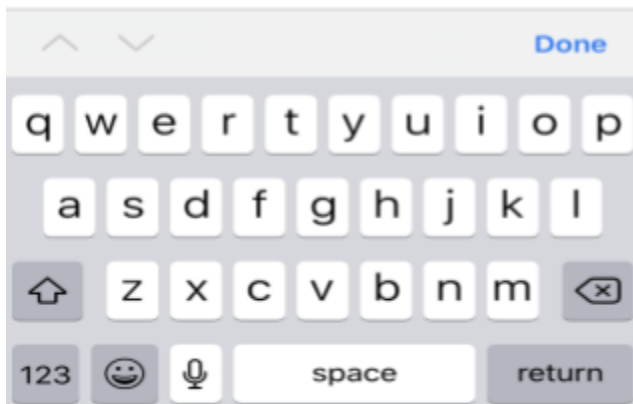 Done
q w e r t y u i o p
a s d f g h j k l
z x c v b n m
123 space return